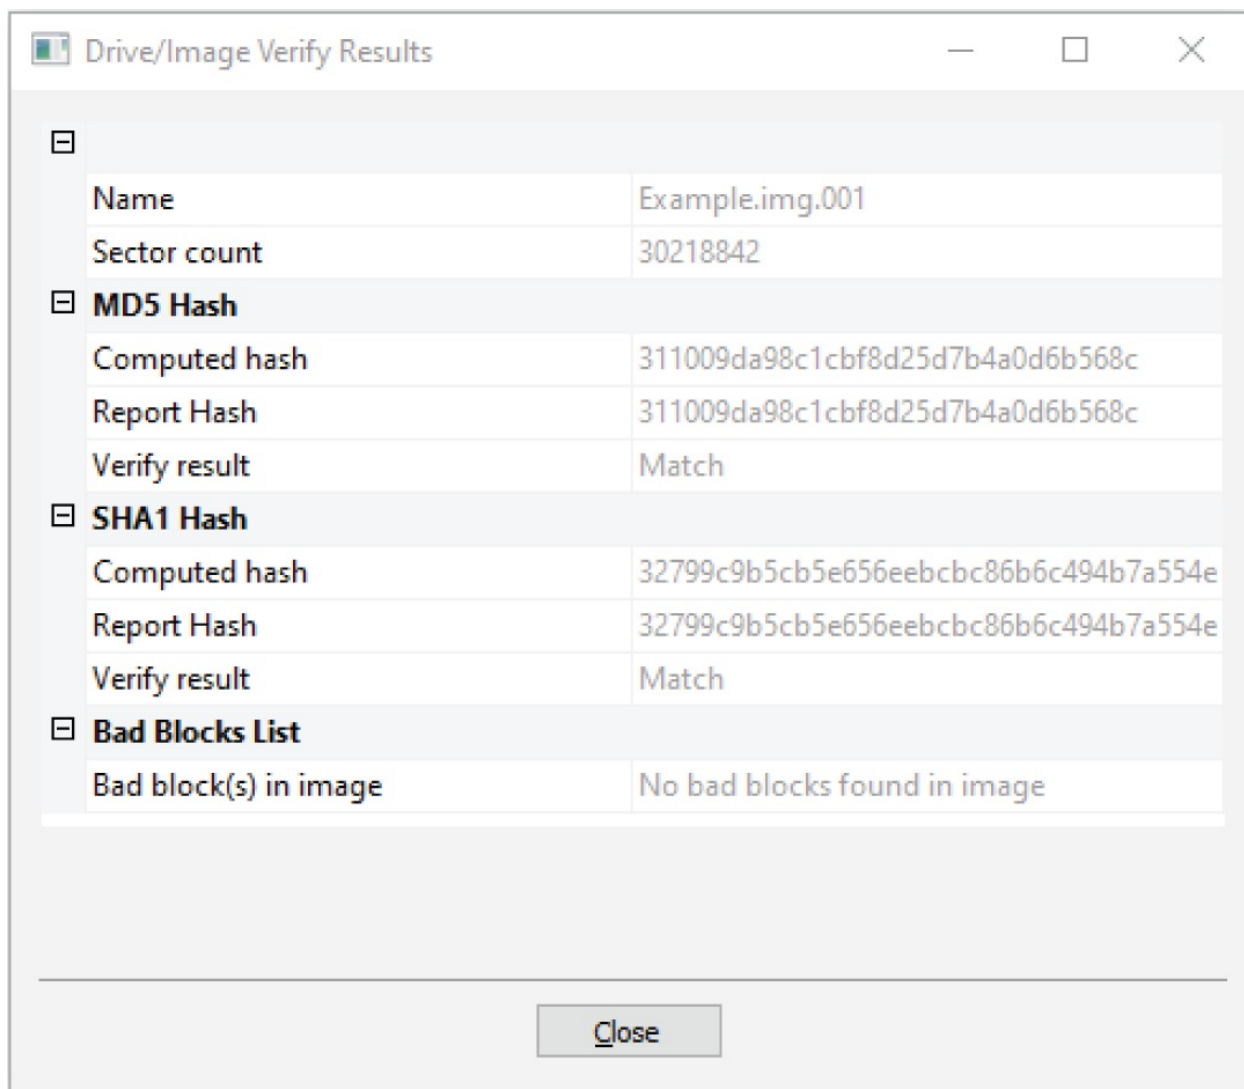 Drive/Image Verify Results
Name Example.img.001
Sector count 30218842
MD5 Hash
Computed hash 311009da98c1cbf8d25d7b4a0d6b568c
Report Hash 311009da98c1cbf8d25d7b4a0d6b568c
Verify result Match
SHA1 Hash
Computed hash 32799c9b5cb5e656eebcbc86b6c494b7a554e
Report Hash 32799c9b5cb5e656eebcbc86b6c494b7a554e
Verify result Match
Bad Blocks List
Bad block(s) in image No bad blocks found in image
Close